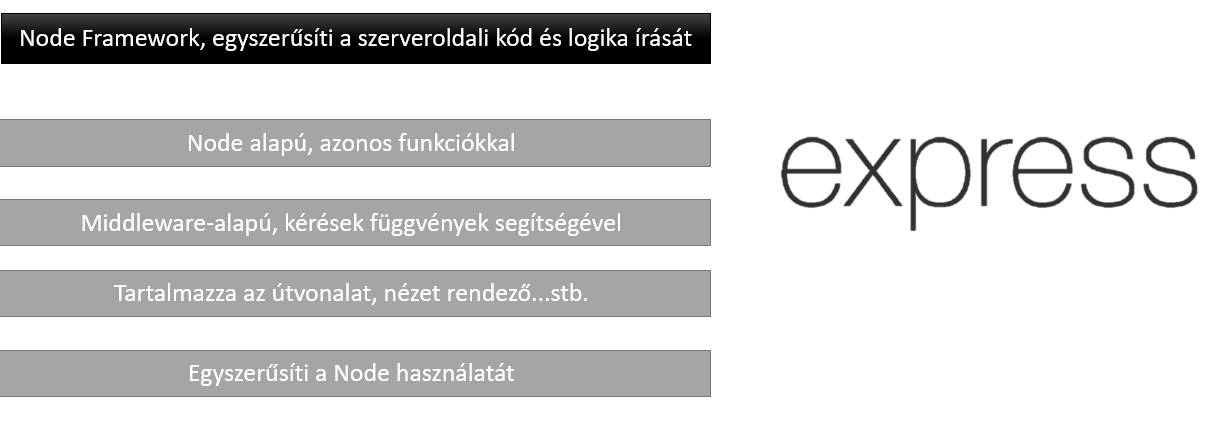 Node Framework, egyszerűsíti a szerveroldali kód és logika írását
Node alapú, azonos funkciókkal
Middleware-alapú, kérések függvények segítségével
Tartalmazza az útvonalat, nézet rendező...stb.
Egyszerűsíti a Node használatát
express